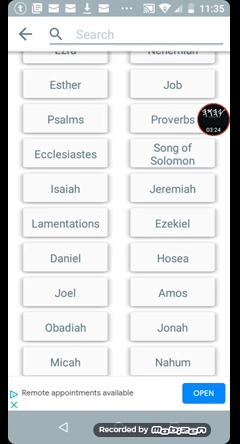 11:35
Search
Ezra Nehemiah
Esther Job
Psalms Proverbs
03:24
Ecclesiastes Song of Solomon
Isaiah Jeremiah
Lamentations Ezekiel
Daniel Hosea
Joel Amos
Obadiah Jonah
Micah Nahum
Remote appointments available OPEN
Recorded by Mobizen